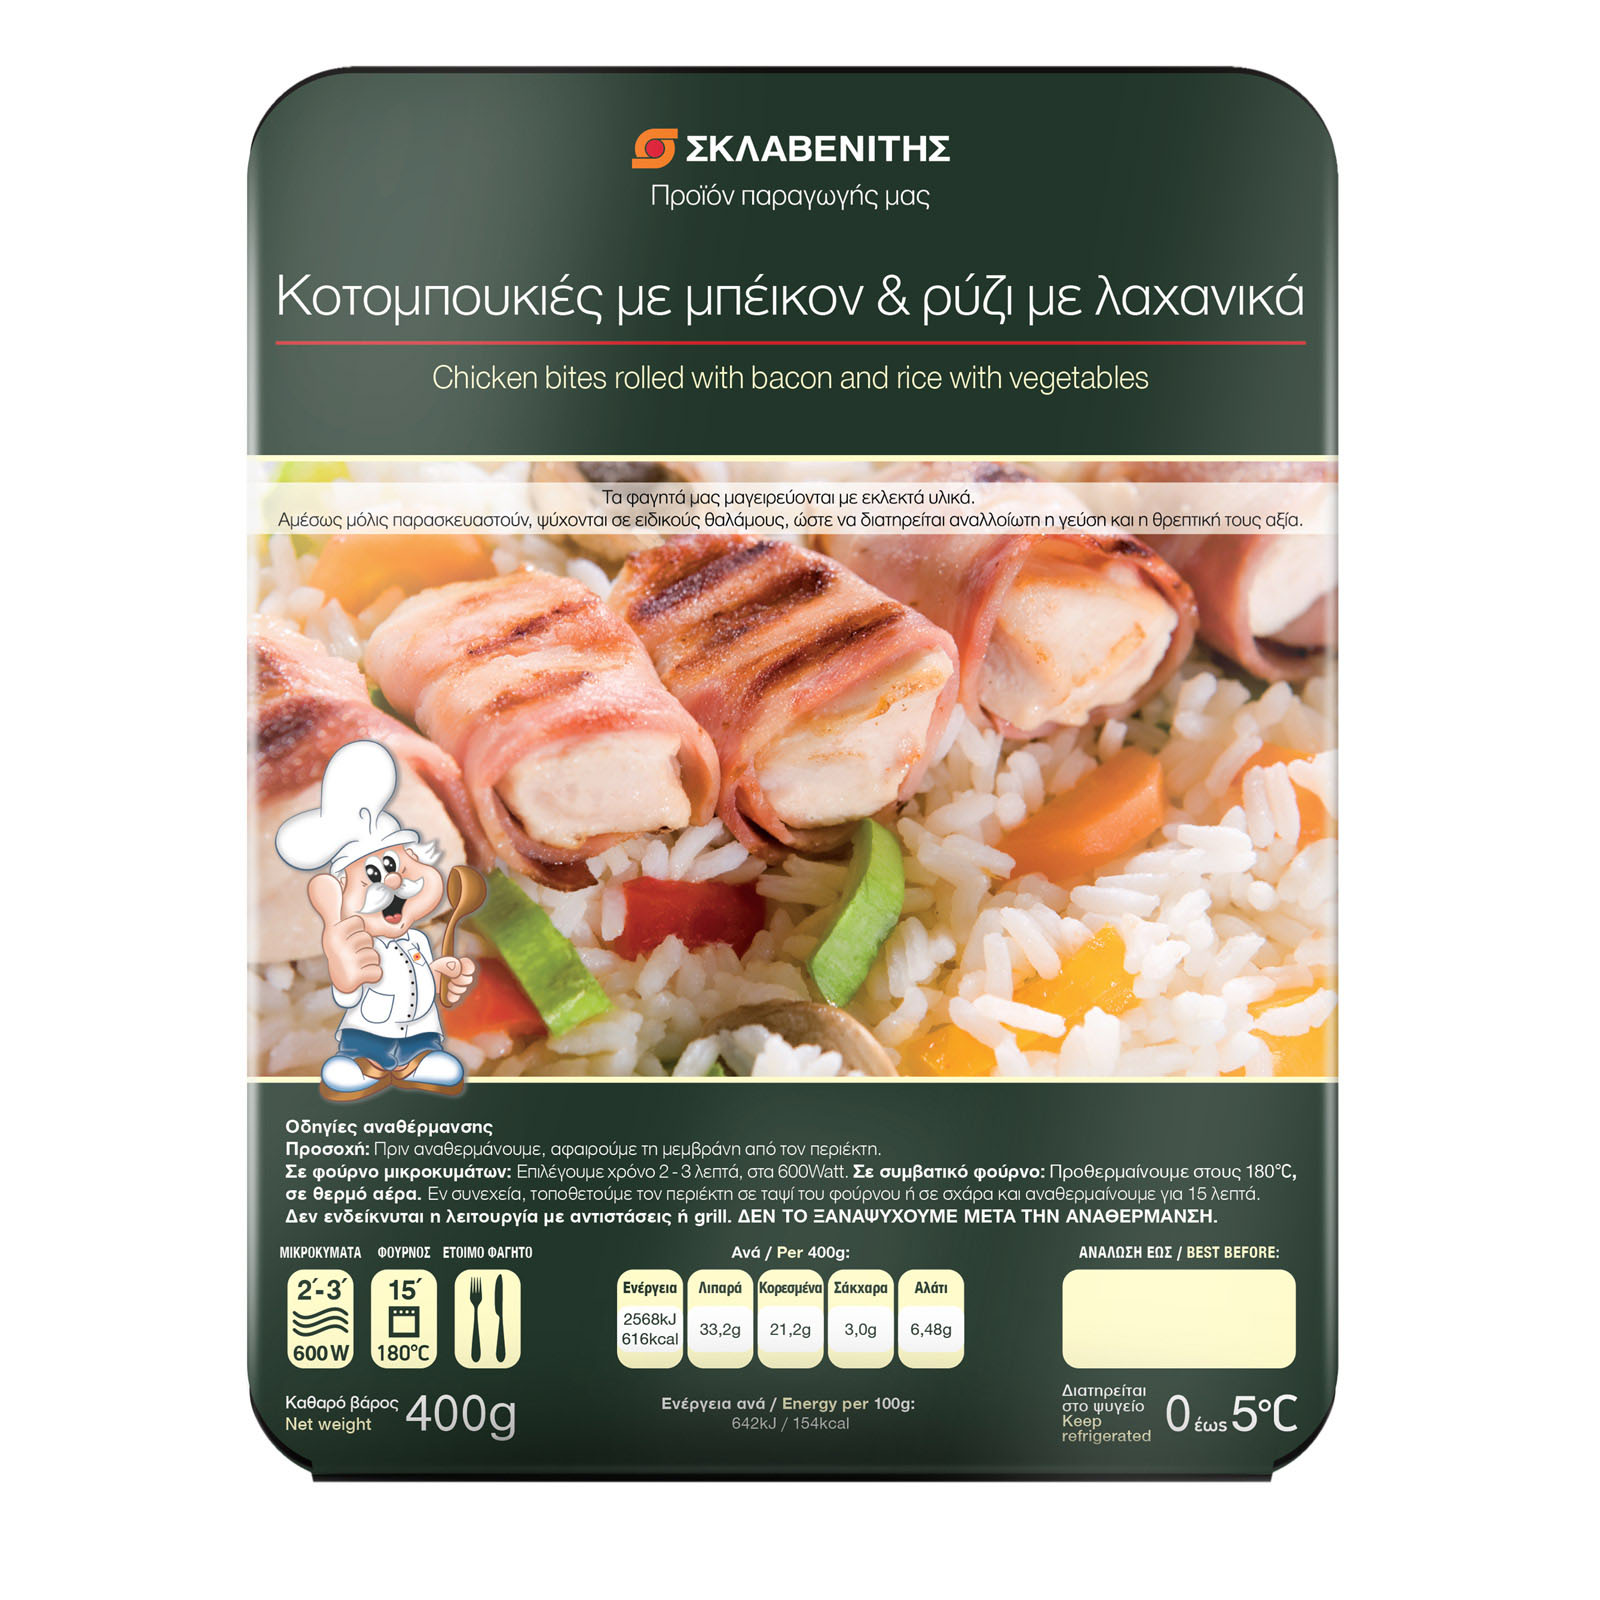 ΣΚΛΑΒΕΝΙΤΗΣ
Προϊόν παραγωγής μας
Κοτομπουκιές με μπέικον & ρύζι με λαχανικά
Chicken bites rolled with bacon and rice with vegetables
Τα φαγητά μας μαγειρεύονται με εκλεκτά υλικά.
Αμέσως μόλις παρασκευαστούν, ψύχονται σε ειδικούς θαλάμους, ώστε να διατηρείται αναλλοίωτη η γεύση και η θρεπτική τους αξία.
Οδηγίες αναθέρμανσης
Προσοχή: Πριν αναθερμάνουμε, αφαιρούμε τη μεμβράνη από τον περιέκτη.
Σε φούρνο μικροκυμάτων: Επιλέγουμε χρόνο 2 - 3 λεπτά, στα 600Watt. Σε συμβατικό φούρνο: Προθερμαίνουμε στους 180°C,
σε θερμό αέρα. Εν συνεχεία, τοποθετούμε τον περιέκτη σε ταψί του φούρνου ή σε σχάρα και αναθερμαίνουμε για 15 λεπτά.
Δεν ενδείκνυται η λειτουργία με αντιστάσεις ή grill. ΔΕΝ ΤΟ ΞΑΝΑΨΥΧΟΥΜΕ ΜΕΤΑ ΤΗΝ ΑΝΑΘΕΡΜΑΝΣΗ.
ΜΙΚΡΟΚΥΜΑΤΑ ΦΟΥΡΝΟΣ ΕΤΟΙΜΟ ΦΑΓΗΤΟ
2΄-3΄ 15΄
600 W 180°C
Ανά / Per 400g:
Ενέργεια Λιπαρά Κορεσμένα Σάκχαρα Αλάτι
2568kJ
616kcal 33,2g 21,2g 3,0g 6,48g
ΑΝΑΛΩΣΗ ΕΩΣ / BEST BEFORE:
Καθαρό βάρος
Net weight 400g
Ενέργεια ανά / Energy per 100g:
642kJ / 154kcal
Διατηρείται
στο ψυγείο
Keep
refrigerated
0 έως 5°C